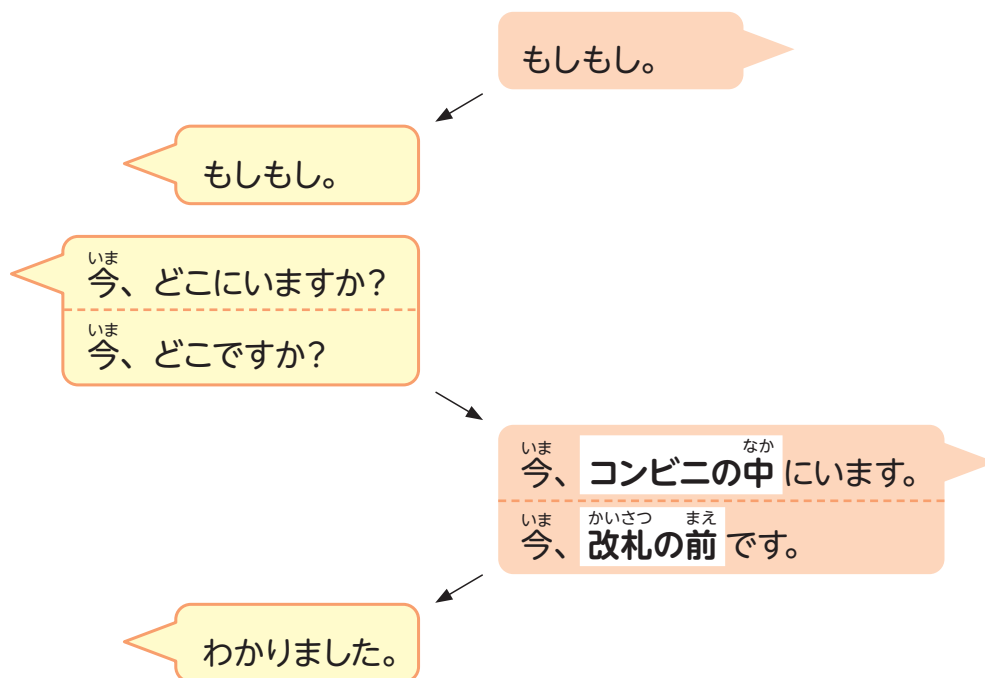 もしもし。
もしもし。
いま
今、どこにいますか?
いま
今、どこですか?
いま なか
今、コンビニの中にいます。
いま かいさつ まえ
今、改札の前です。
わかりました。